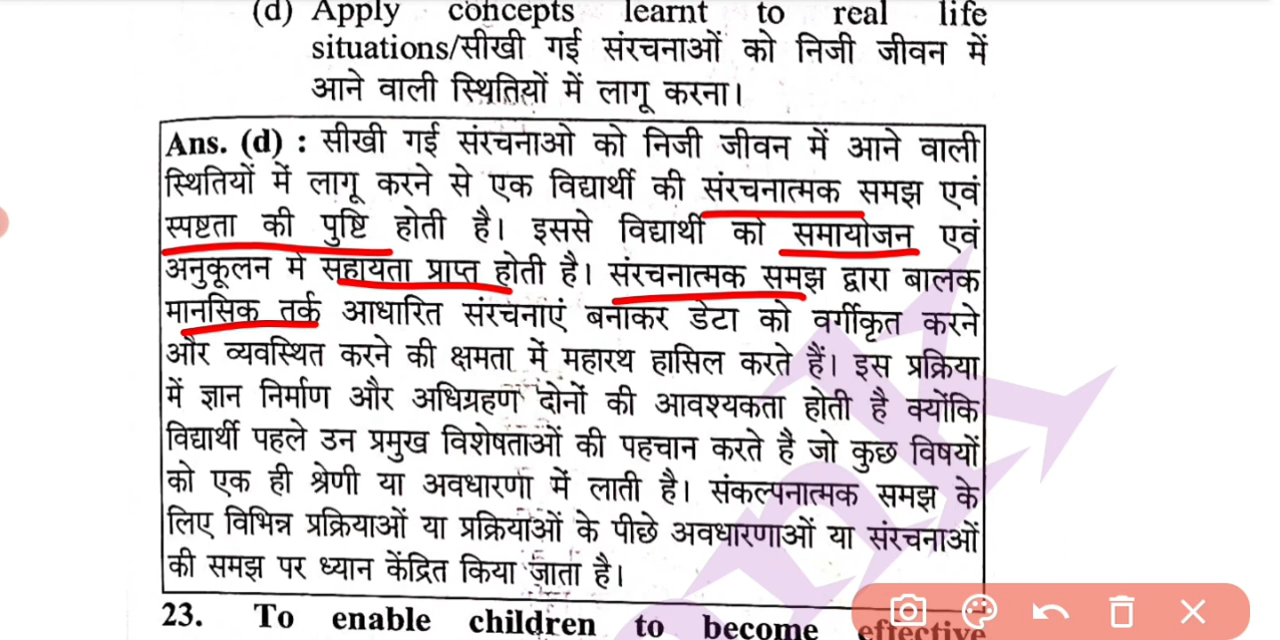 (d) Apply concepts learnt to real life
situations/सीखी गई संरचनाओं को निजी जीवन में
आने वाली स्थितियों में लागू करना।
Ans. (d) : सीखी गई संरचनाओ को निजी जीवन में आने वाली
स्थितियों में लागू करने से एक विद्यार्थी की संरचनात्मक समझ एवं
स्पष्टता की पुष्टि होती है। इससे विद्यार्थी को समायोजन एवं
अनुकूलन में सहायता प्राप्त होती है। संरचनात्मक समझ द्वारा बालक
मानसिक तर्क आधारित संरचनाएं बनाकर डेटा को वर्गीकृत करने
और व्यवस्थित करने की क्षमता में महारथ हासिल करते हैं। इस प्रक्रिया
में ज्ञान निर्माण और अधिग्रहण दोनों की आवश्यकता होती है क्योंकि
विद्यार्थी पहले उन प्रमुख विशेषताओं की पहचान करते है जो कुछ विषयों
को एक ही श्रेणी या अवधारणा में लाती है। संकल्पनात्मक समझ के
लिए विभिन्न प्रक्रियाओं या प्रक्रियाओं के पीछे अवधारणाओं या संरचनाओं
की समझ पर ध्यान केंद्रित किया जाता है।
23. To enable children to become effective